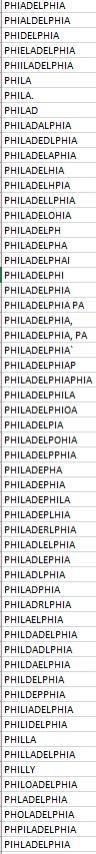 PHIADELPHIA
PHIALDELPHIA
PHIDELPHIA
PHIELADELPHIA
PHIILADELPHIA
PHILA
PHILA.
PHILAD
PHILADALPHIA
PHILADEDLPHIA
PHILADELAPHIA
PHILADELHIA
PHILADELHPIA
PHILADELLPHIA
PHILADELOHIA
PHILADELPH
PHILADELPHA
PHILADELPHAI
PHILADELPHI
PHILADELPHIA
PHILADELPHIA PA
PHILADELPHIA,
PHILADELPHIA, PA
PHILADELPHIA`
PHILADELPHIAP
PHILADELPHIAPHIA
PHILADELPHILA
PHILADELPHIOA
PHILADELPIA
PHILADELPOHIA
PHILADELPPHIA
PHILADEPHA
PHILADEPHIA
PHILADEPHILA
PHILADEPLHIA
PHILADERLPHIA
PHILADLELPHIA
PHILADLEPHIA
PHILADLPHIA
PHILADPHIA
PHILADRLPHIA
PHILAELPHIA
PHILDADELPHIA
PHILDADLPHIA
PHILDAELPHIA
PHILDELPHIA
PHILDEPPHIA
PHILIADELPHIA
PHILIDELPHIA
PHILLA
PHILLADELPHIA
PHILLY
PHILOADELPHIA
PHLADELPHIA
PHOLADELPHIA
PHPILADELPHIA
PIHLADELPHIA